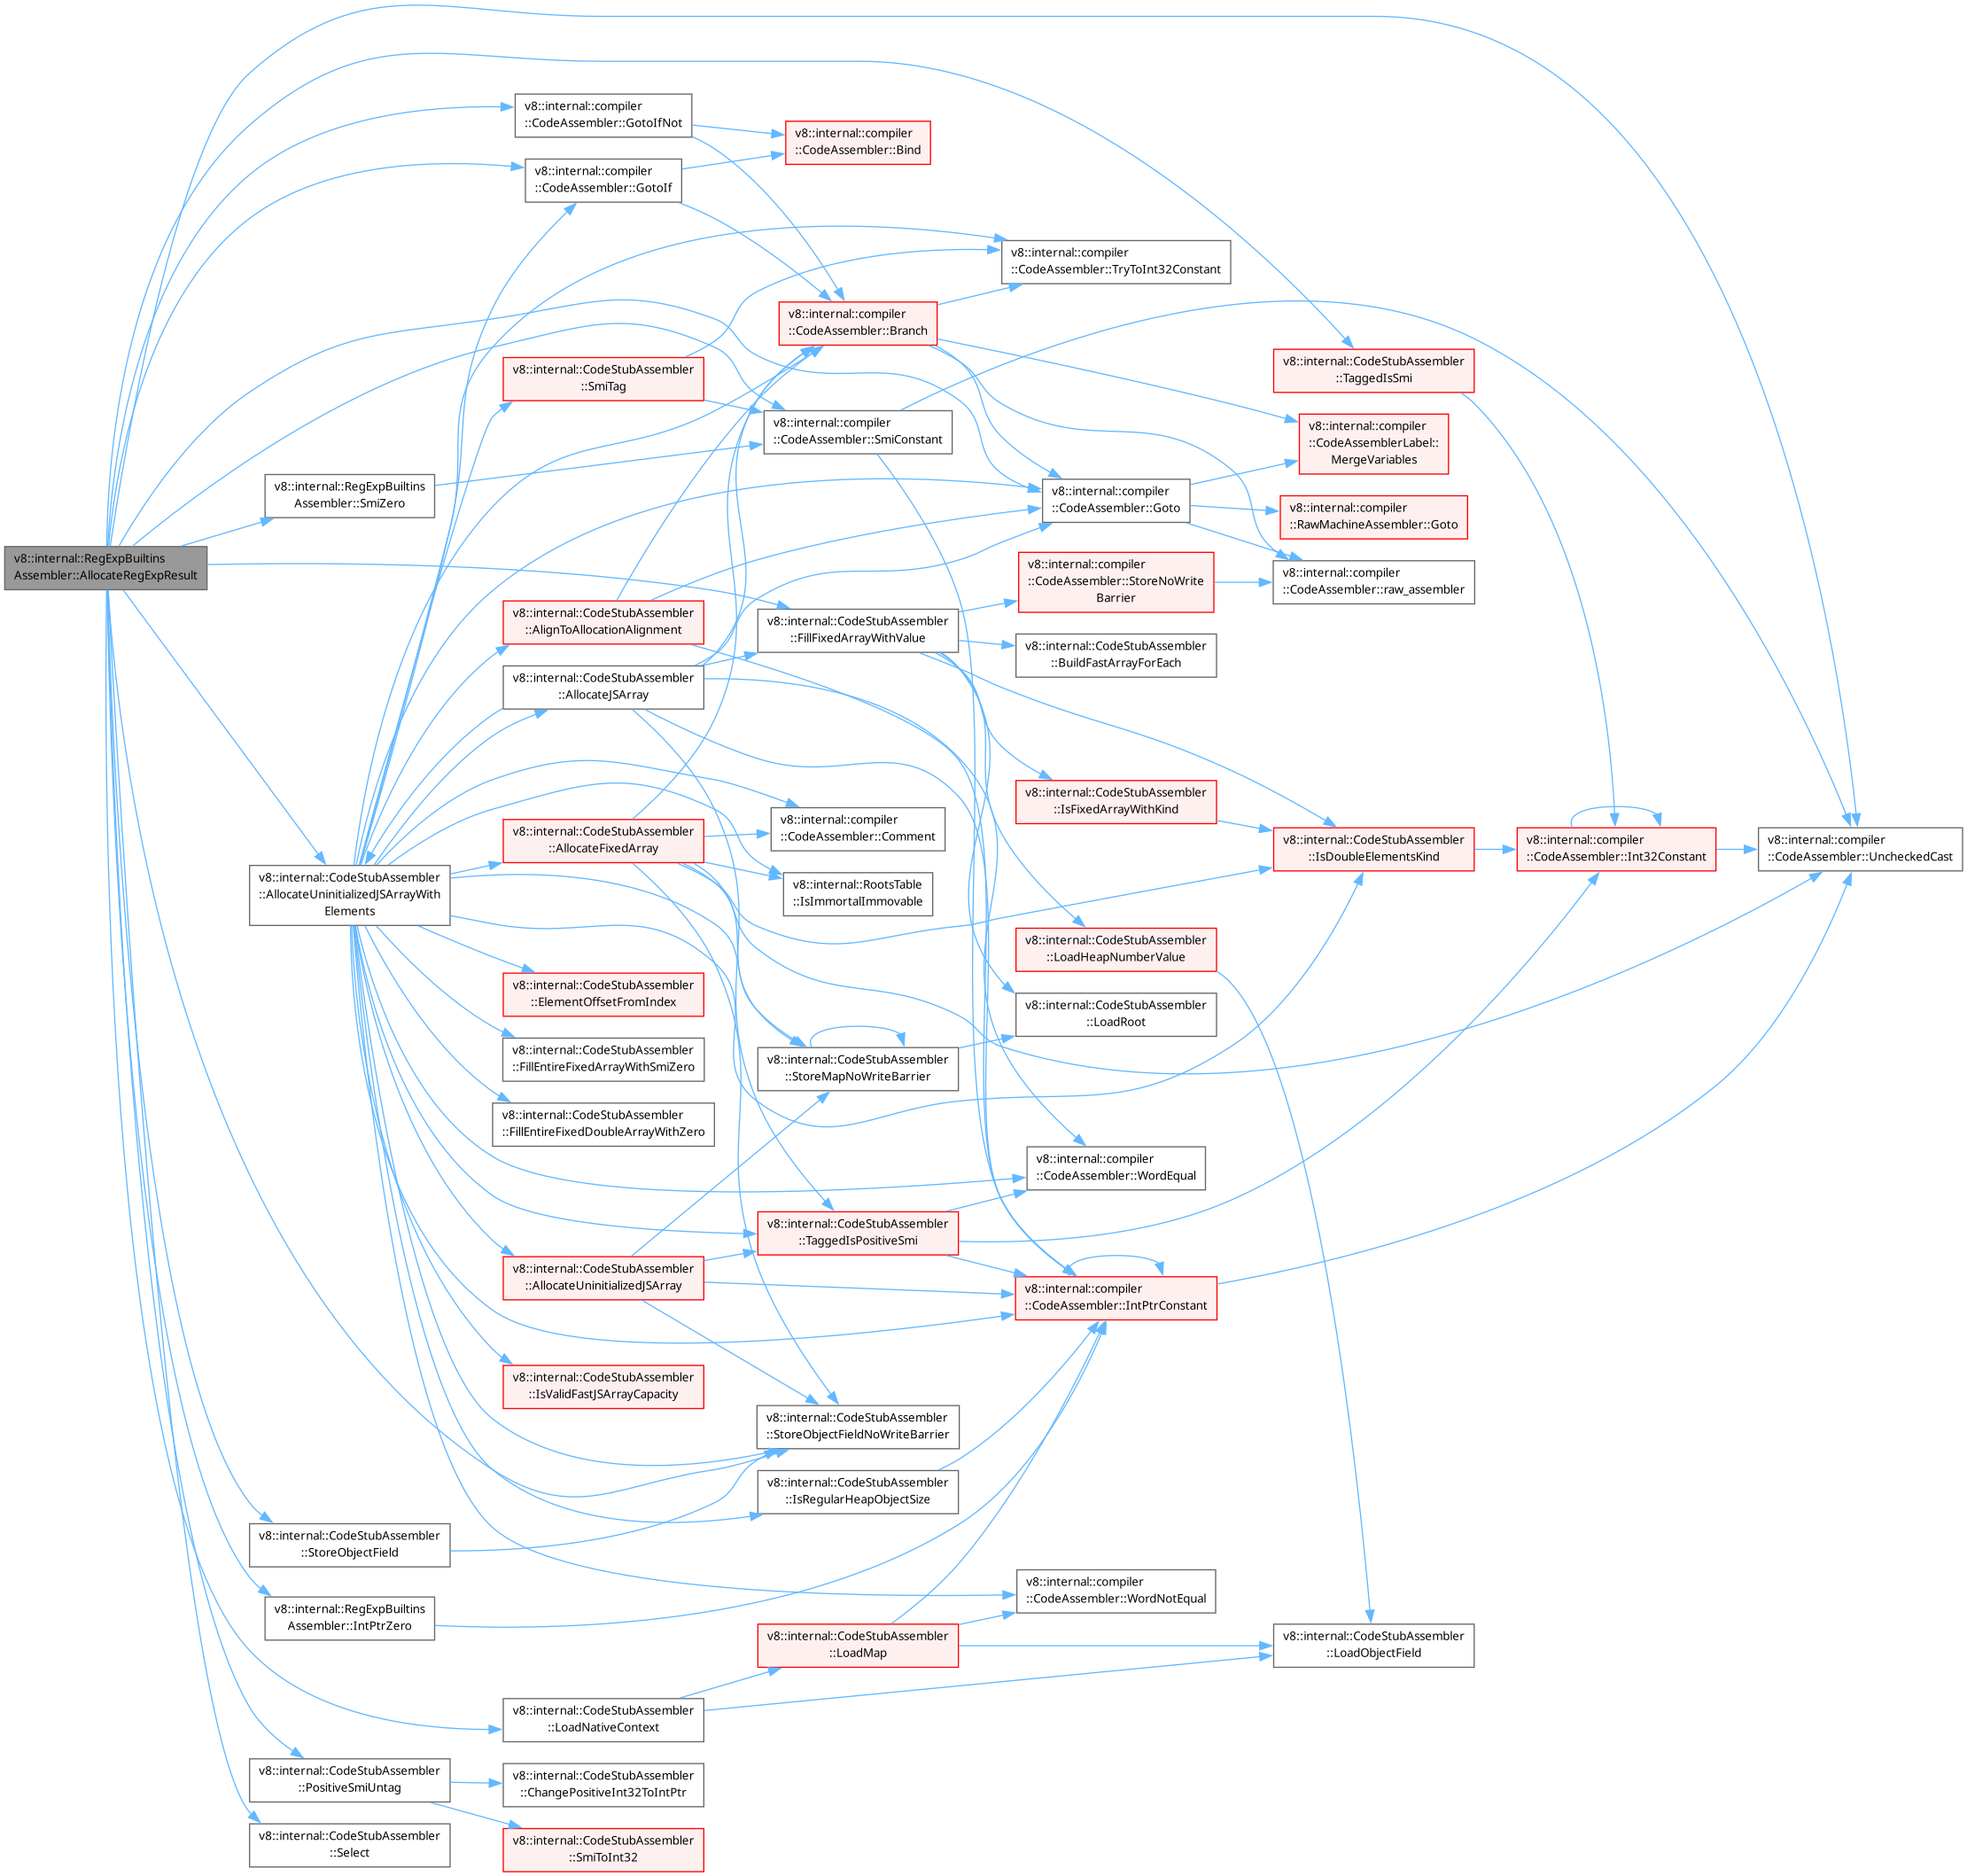 v8::internal::RegExpBuiltins
Assembler::AllocateRegExpResult
v8::internal::RegExpBuiltins
Assembler::SmiZero
v8::internal::CodeStubAssembler
::AllocateUninitializedJSArrayWith
Elements
v8::internal::CodeStubAssembler
::StoreObjectField
v8::internal::RegExpBuiltins
Assembler::IntPtrZero
v8::internal::CodeStubAssembler
::PositiveSmiUntag
v8::internal::CodeStubAssembler
::Select
v8::internal::compiler
::CodeAssembler::GotoIfNot
v8::internal::compiler
::CodeAssembler::GotoIf
v8::internal::CodeStubAssembler
::SmiTag
v8::internal::CodeStubAssembler
::AlignToAllocationAlignment
v8::internal::CodeStubAssembler
::AllocateJSArray
v8::internal::CodeStubAssembler
::AllocateFixedArray
v8::internal::CodeStubAssembler
::ElementOffsetFromIndex
v8::internal::CodeStubAssembler
::FillEntireFixedArrayWithSmiZero
v8::internal::CodeStubAssembler
::FillEntireFixedDoubleArrayWithZero
v8::internal::CodeStubAssembler
::AllocateUninitializedJSArray
v8::internal::CodeStubAssembler
::IsValidFastJSArrayCapacity
v8::internal::CodeStubAssembler
::LoadNativeContext
v8::internal::CodeStubAssembler
::ChangePositiveInt32ToIntPtr
v8::internal::CodeStubAssembler
::SmiToInt32
v8::internal::compiler
::CodeAssembler::Bind
v8::internal::compiler
::CodeAssembler::Branch
v8::internal::compiler
::CodeAssembler::SmiConstant
v8::internal::CodeStubAssembler
::FillFixedArrayWithValue
v8::internal::compiler
::CodeAssembler::Comment
v8::internal::RootsTable
::IsImmortalImmovable
v8::internal::CodeStubAssembler
::StoreMapNoWriteBarrier
v8::internal::CodeStubAssembler
::TaggedIsPositiveSmi
v8::internal::CodeStubAssembler
::StoreObjectFieldNoWriteBarrier
v8::internal::CodeStubAssembler
::IsRegularHeapObjectSize
v8::internal::CodeStubAssembler
::LoadMap
v8::internal::compiler
::CodeAssembler::TryToInt32Constant
v8::internal::compiler
::CodeAssembler::Goto
v8::internal::compiler
::CodeAssembler::StoreNoWrite
Barrier
v8::internal::CodeStubAssembler
::BuildFastArrayForEach
v8::internal::CodeStubAssembler
::IsFixedArrayWithKind
v8::internal::CodeStubAssembler
::LoadHeapNumberValue
v8::internal::CodeStubAssembler
::LoadRoot
v8::internal::compiler
::CodeAssembler::WordEqual
v8::internal::compiler
::CodeAssembler::IntPtrConstant
v8::internal::compiler
::CodeAssembler::WordNotEqual
v8::internal::CodeStubAssembler
::TaggedIsSmi
v8::internal::compiler
::CodeAssemblerLabel::
MergeVariables
v8::internal::compiler
::RawMachineAssembler::Goto
v8::internal::compiler
::CodeAssembler::raw_assembler
v8::internal::CodeStubAssembler
::IsDoubleElementsKind
v8::internal::CodeStubAssembler
::LoadObjectField
v8::internal::compiler
::CodeAssembler::Int32Constant
v8::internal::compiler
::CodeAssembler::UncheckedCast